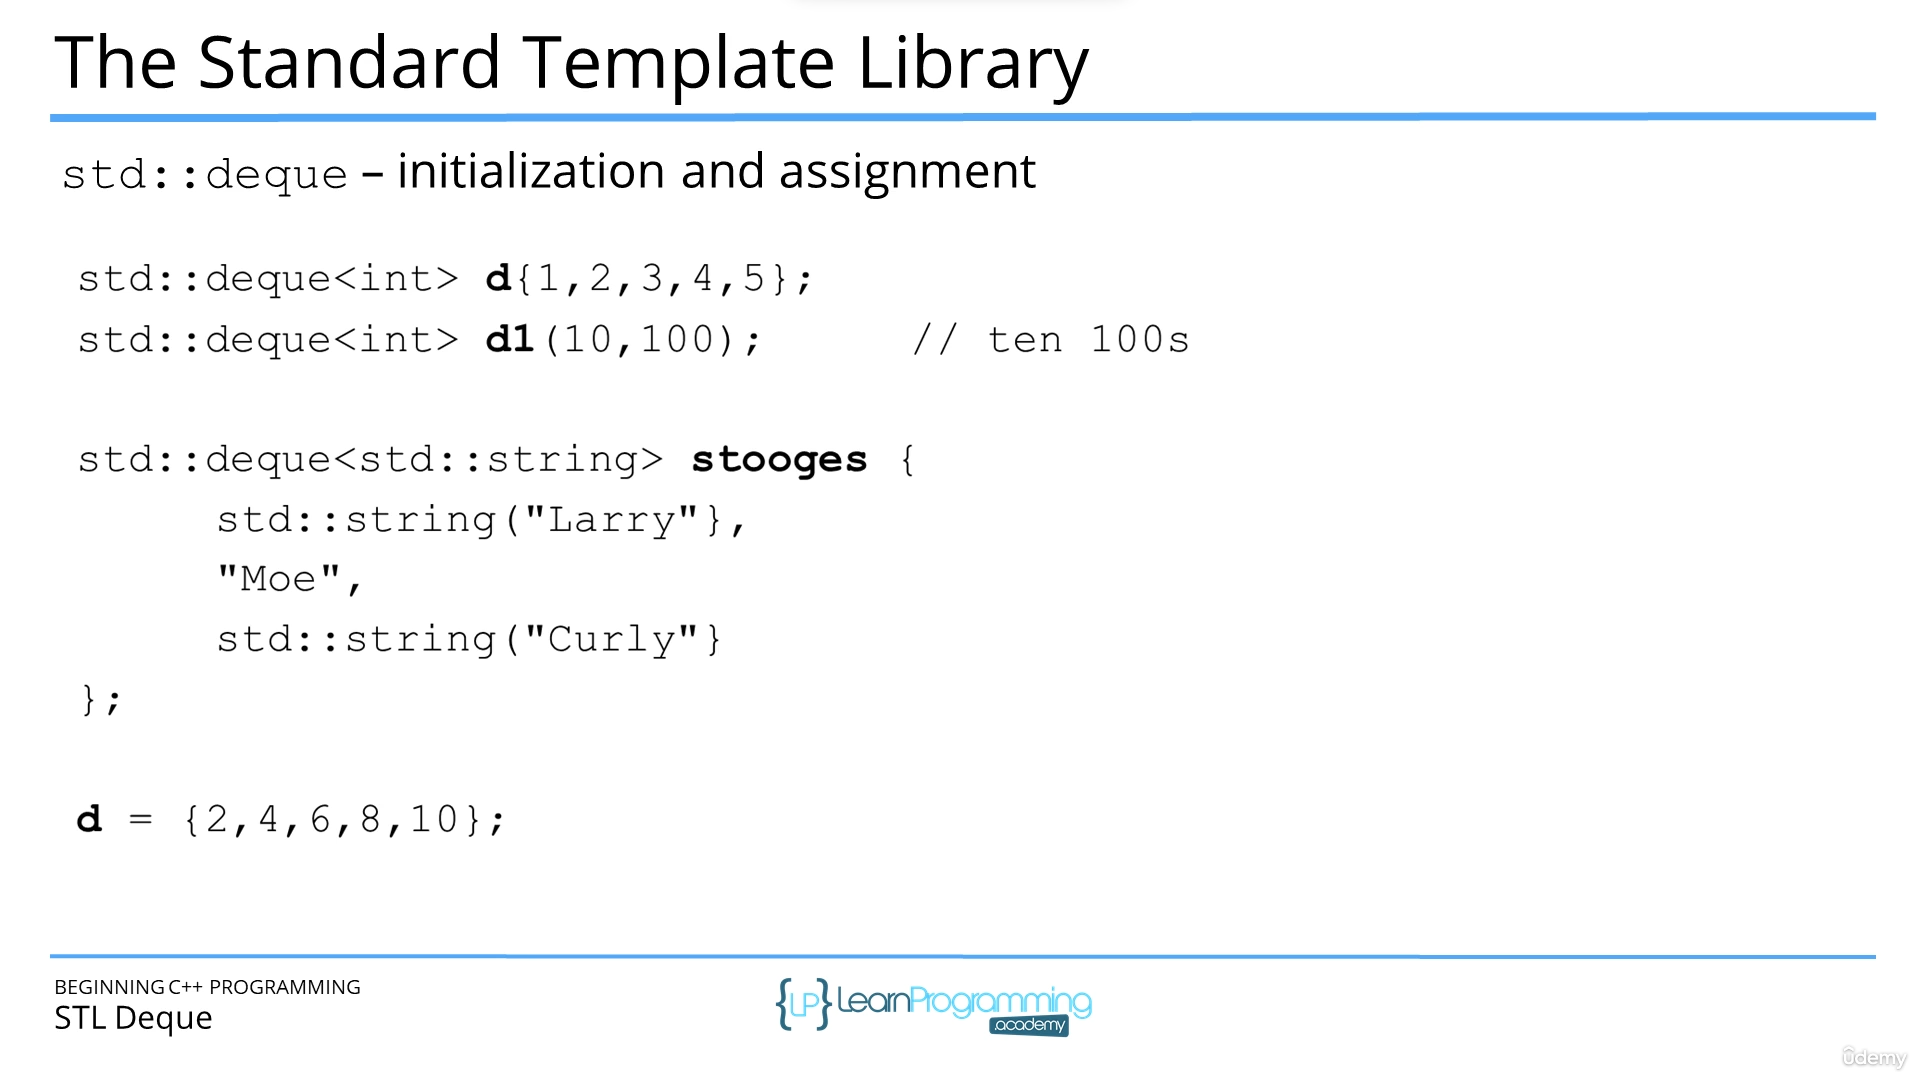 The Standard Template Library
std::deque – initialization and assignment
std::deque<int> d{1,2,3,4,5};
std::deque<int> d1(10,100);      // ten 100s
std::deque<std::string> stooges {
std::string("Larry"},
"Moe",
std::string("Curly"}
};
d = {2,4,6,8,10};
BEGINNING C++ PROGRAMMING
STL Deque
{LP} LearnProgramming
.academy
ûdemy